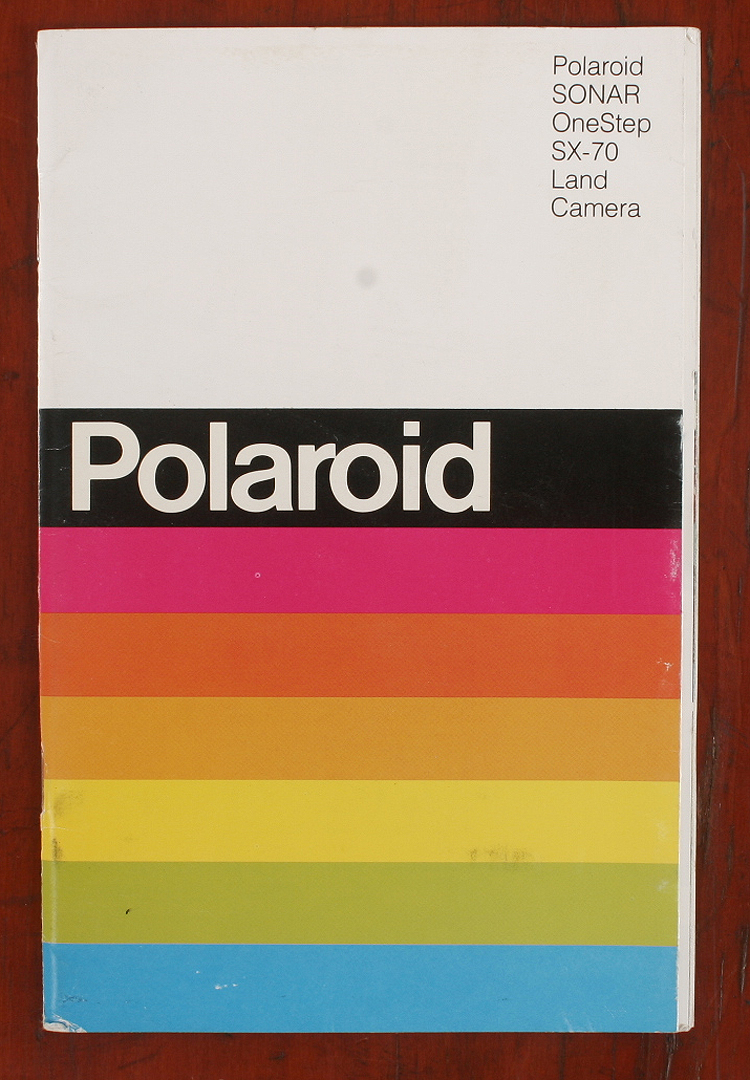 Polaroid
SONAR
OneStep
SX-70
Land
Camera
Polaroid